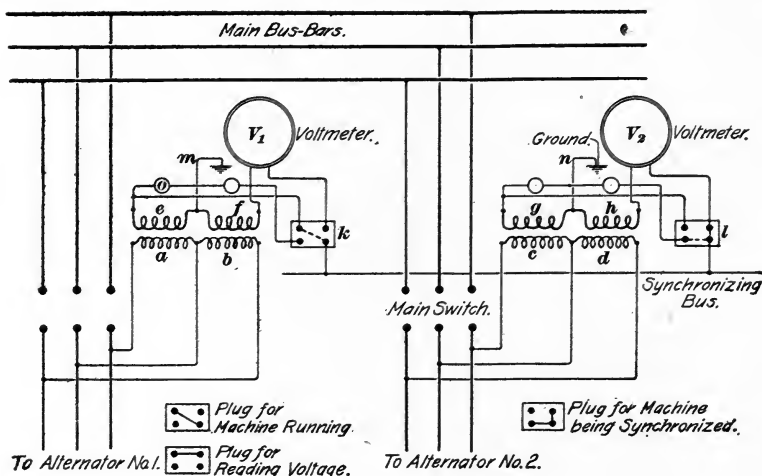 Main Bus-Bars.
V₁
Voltmeter.
m
o
e
f
k
a
b
Ground.
V₂
Voltmeter.
n
g
h
l
c
d
Synchronizing
Bus.
Main Switch.
Plug for
Machine Running.
Plug for Machine
being Synchronized.
To Alternator No.1.
Plug for
Reading Voltage.
To Alternator No.2.